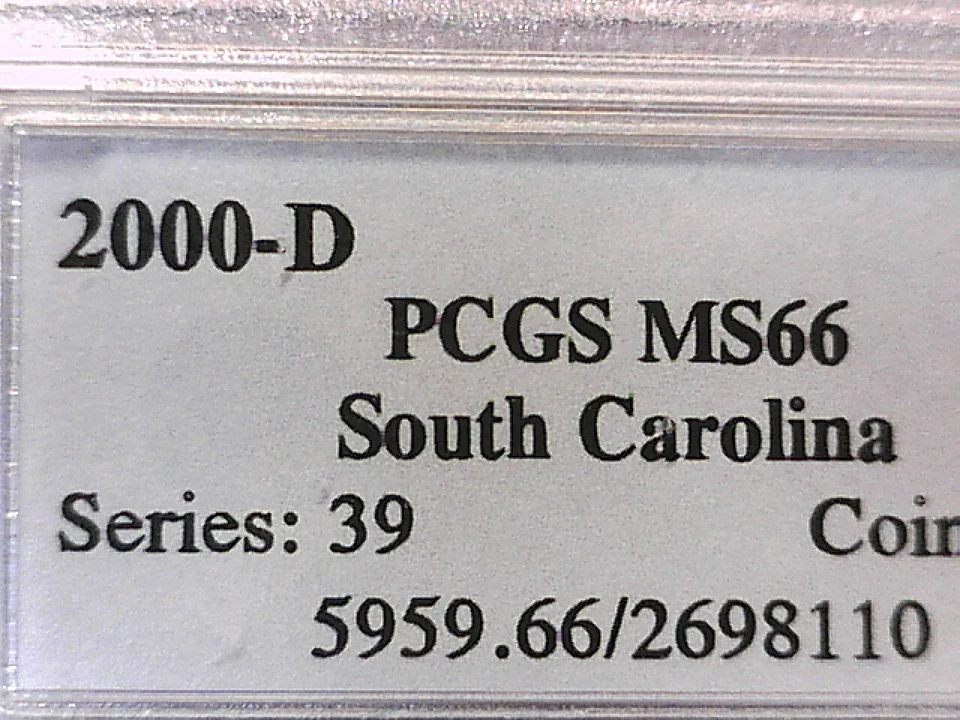 2000-D
PCGS MS66
South Carolina
Series: 39 Coin
5959.66/2698110